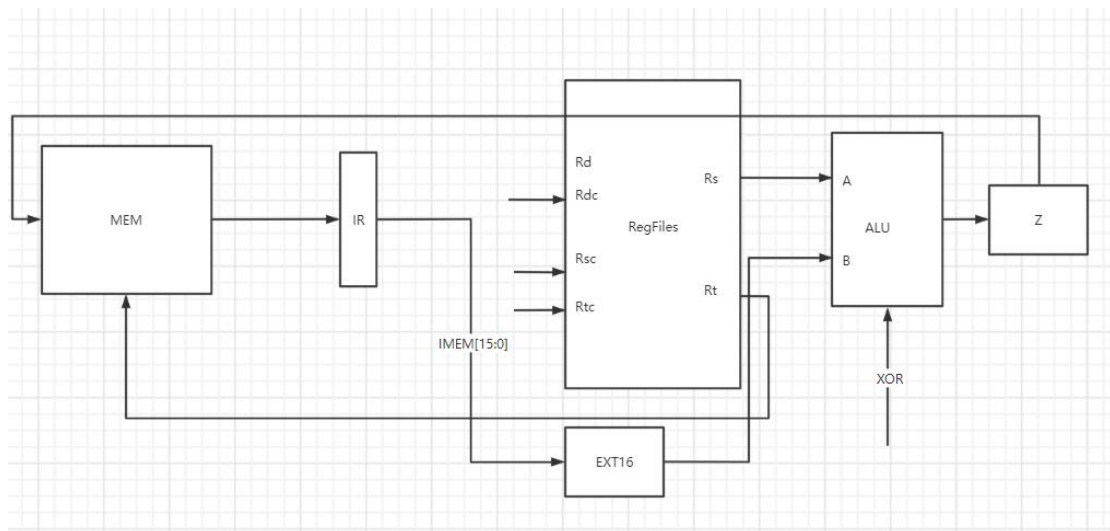 MEM
IR
Rd
Rdc
Rs
RegFiles
Rsc
Rtc
Rt
A
ALU
B
Z
IMEM[15:0]
XOR
EXT16